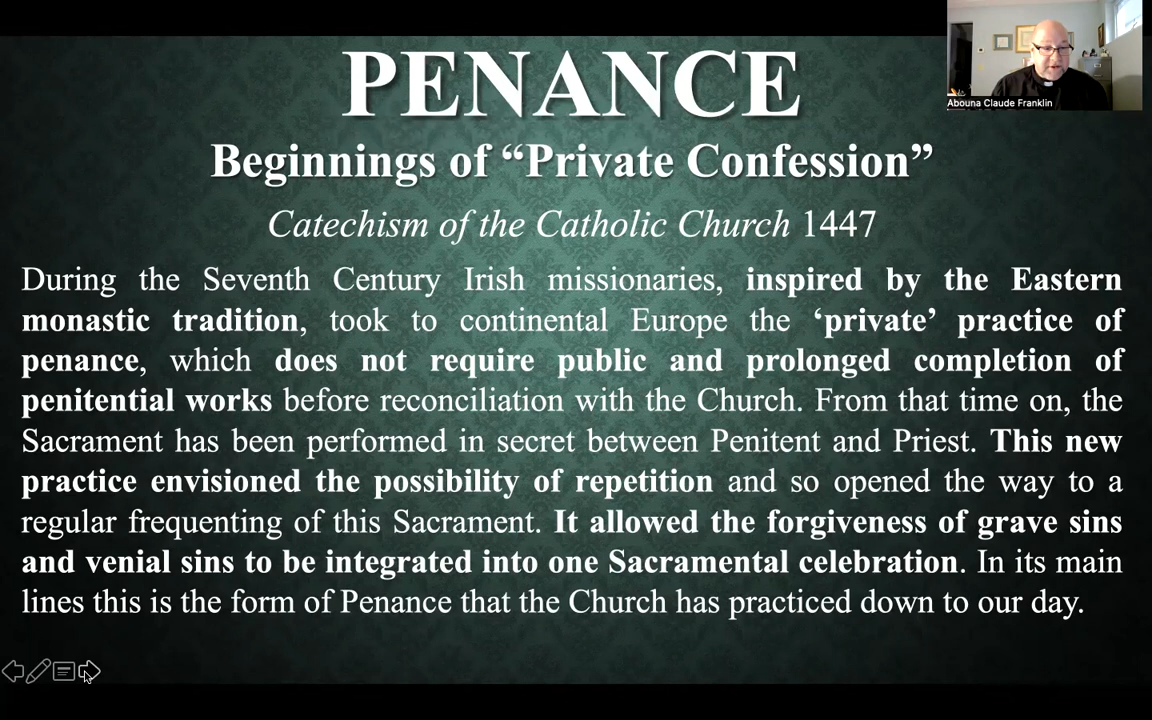 PENANCE
Abouna Claude Franklin
Beginnings of “Private Confession”
Catechism of the Catholic Church 1447
During the Seventh Century Irish missionaries, inspired by the Eastern
monastic tradition, took to continental Europe the ‘private’ practice of
penance, which does not require public and prolonged completion of
penitential works before reconciliation with the Church. From that time on, the
Sacrament has been performed in secret between Penitent and Priest. This new
practice envisioned the possibility of repetition and so opened the way to a
regular frequenting of this Sacrament. It allowed the forgiveness of grave sins
and venial sins to be integrated into one Sacramental celebration. In its main
lines this is the form of Penance that the Church has practiced down to our day.